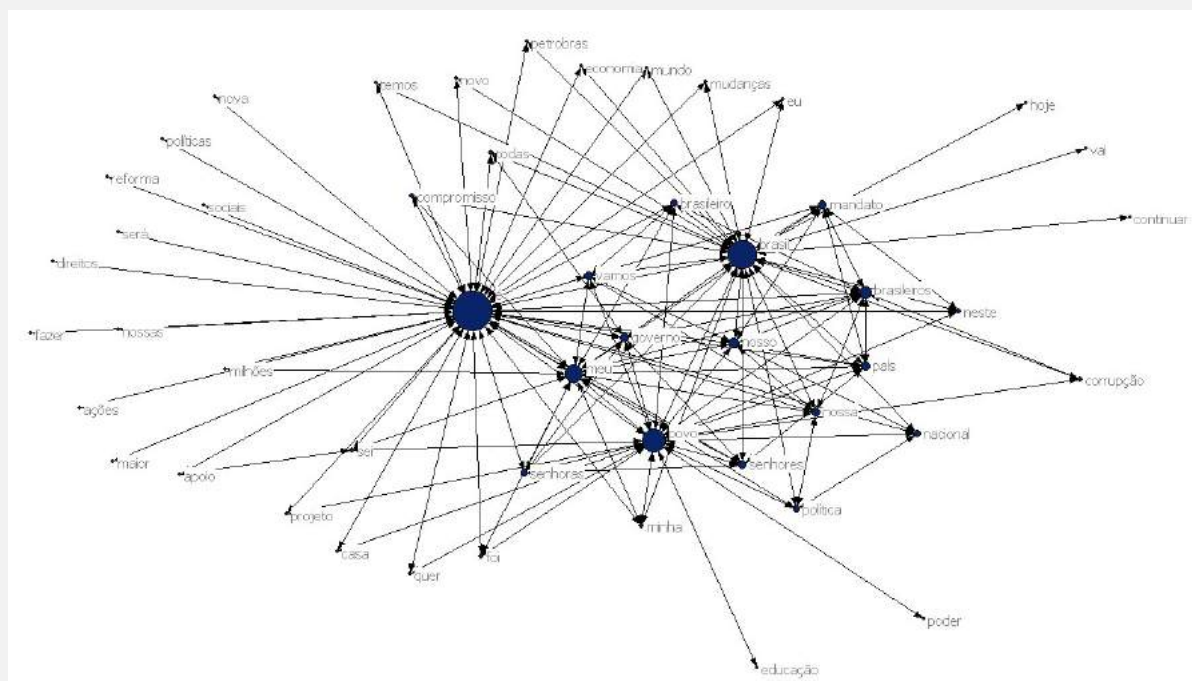 petrobras
economia
mundo
temos
novo
mudanças
nova
eu
hoje
políticas
todas
vai
reforma
compromisso
sociais
brasileiro
mandato
continuar
será
brasil
direitos
vamos
brasileiros
neste
fazer
nossas
governo
nosso
milhões
meu
país
corrupção
ações
nossa
povo
nacional
ser
maior
apoio
senhoras
senhores
projeto
política
minha
casa
foi
quer
poder
educação